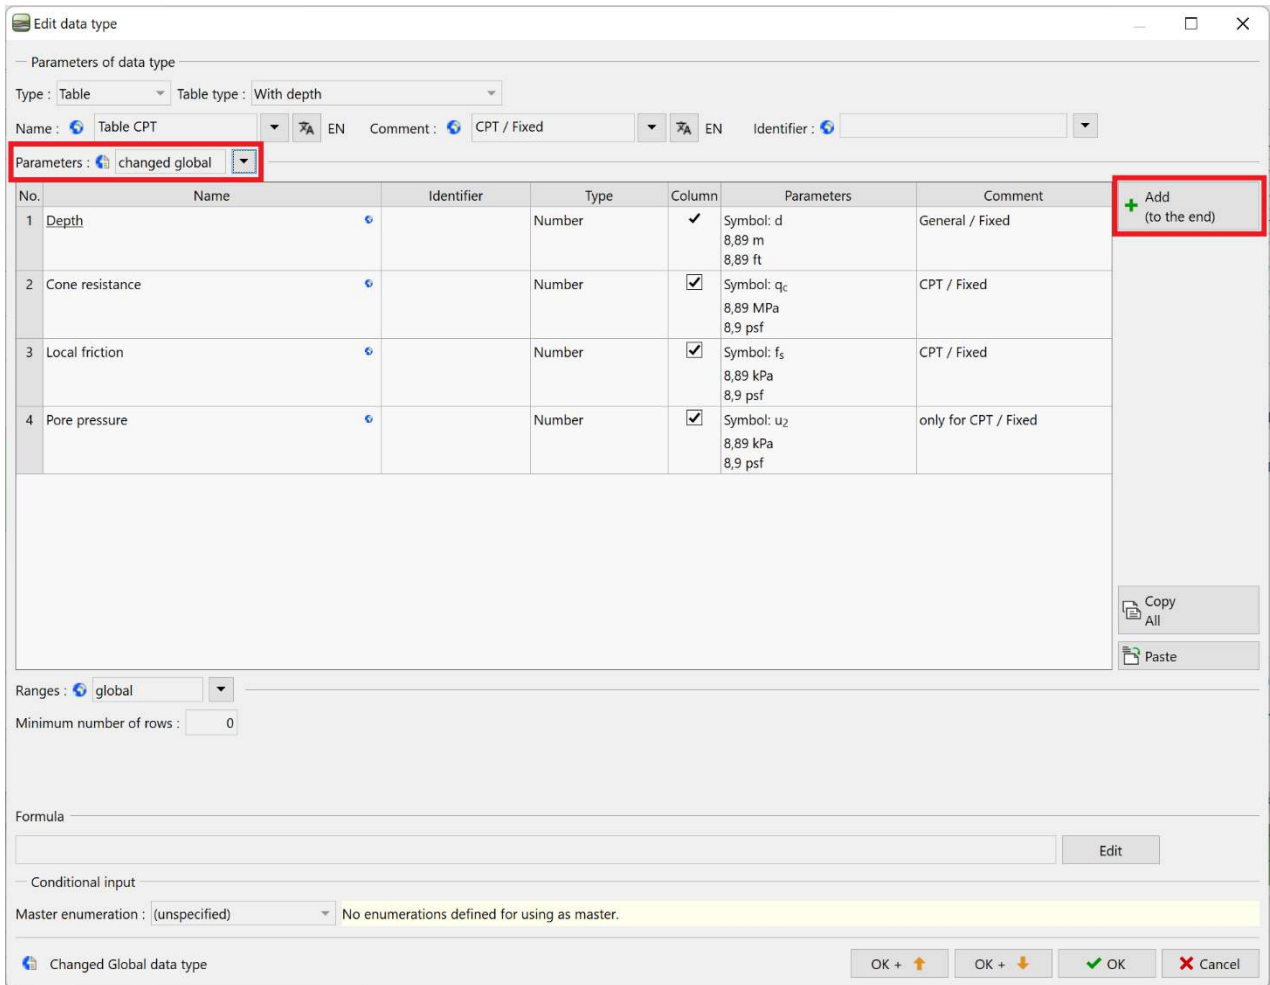 Edit data type
Parameters of data type
Type : Table Table type : With depth
Name : Table CPT EN Comment : CPT / Fixed EN Identifier :
Parameters : changed global
No. Name Identifier Type Column Parameters Comment
1 Depth Number Symbol: d General / Fixed
8,89 m
8,89 ft
2 Cone resistance Number Symbol: qc CPT / Fixed
8,89 MPa
8,9 psf
3 Local friction Number Symbol: fs CPT / Fixed
8,89 kPa
8,9 psf
4 Pore pressure Number Symbol: u2 only for CPT / Fixed
8,89 kPa
8,9 psf
Add
(to the end)
Copy
All
Paste
Ranges : global
Minimum number of rows : 0
Formula
Edit
Conditional input
Master enumeration : (unspecified) No enumerations defined for using as master.
Changed Global data type OK + OK + OK Cancel